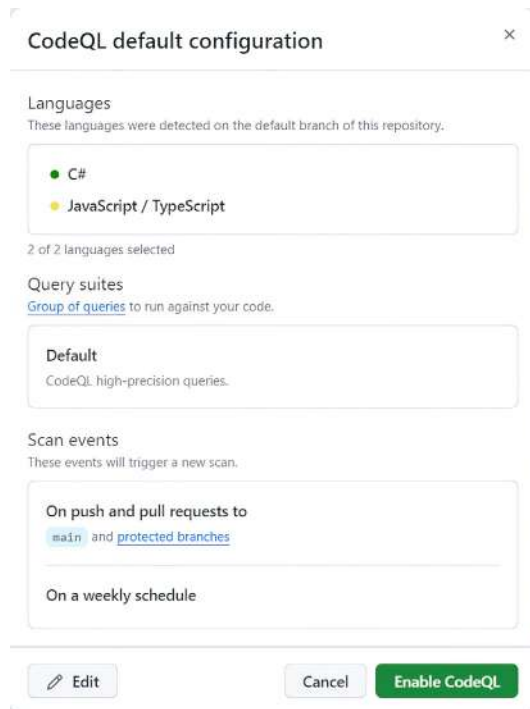 CodeQL default configuration
Languages
These languages were detected on the default branch of this repository.
C#
JavaScript / TypeScript
2 of 2 languages selected
Query suites
Group of queries to run against your code.
Default
CodeQL high-precision queries.
Scan events
These events will trigger a new scan.
On push and pull requests to
main and protected branches
On a weekly schedule
Edit
Cancel
Enable CodeQL